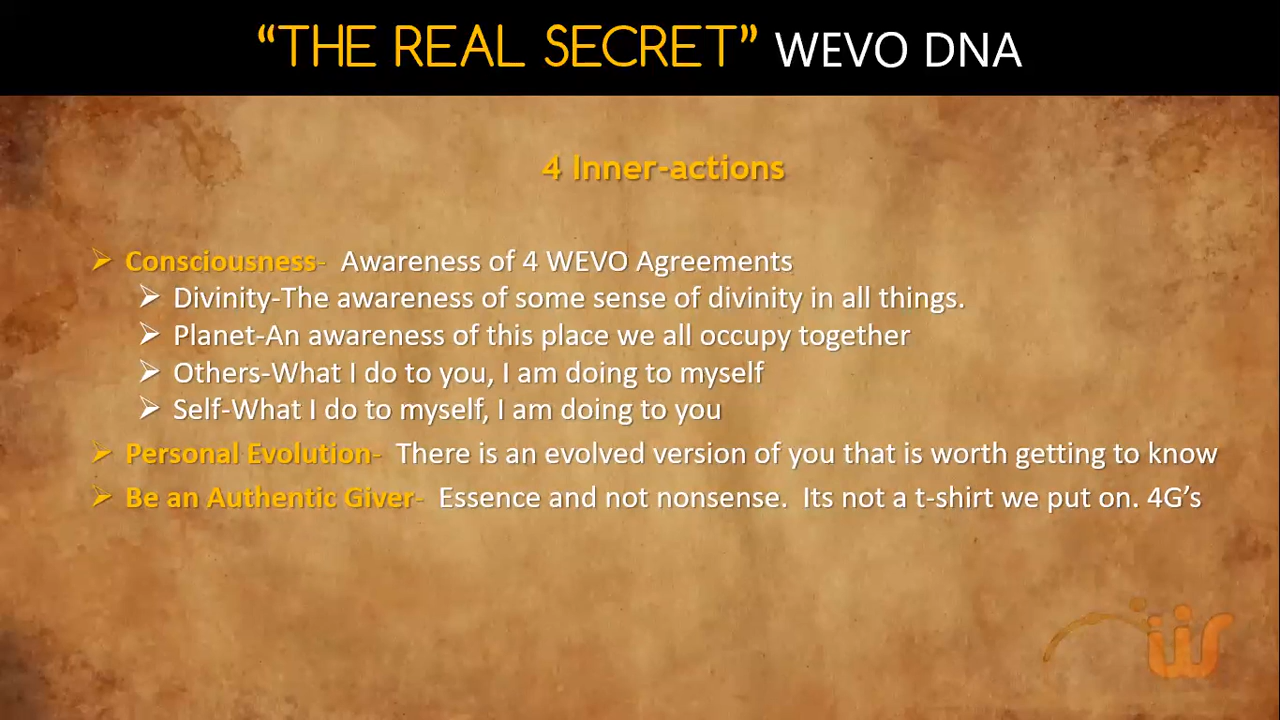 “THE REAL SECRET” WEVO DNA
4 Inner-actions
Consciousness- Awareness of 4 WEVO Agreements
Divinity-The awareness of some sense of divinity in all things.
Planet-An awareness of this place we all occupy together
Others-What I do to you, I am doing to myself
Self-What I do to myself, I am doing to you
Personal Evolution- There is an evolved version of you that is worth getting to know
Be an Authentic Giver- Essence and not nonsense. Its not a t-shirt we put on. 4G’s